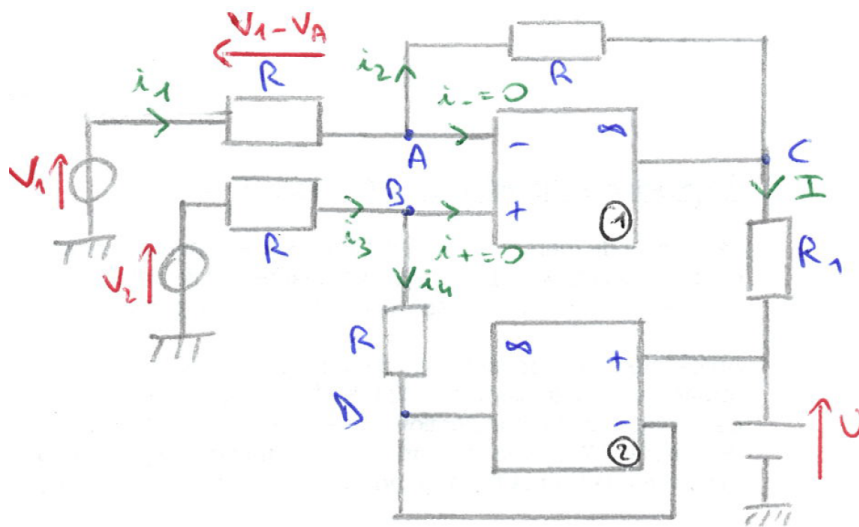 V1-VA
i1
R
i2
R
i-=0
A
-
∞
C
V1
I
B
+
1
R
i3
i+=0
R1
V2
i4
R
∞
+
D
-
2
U